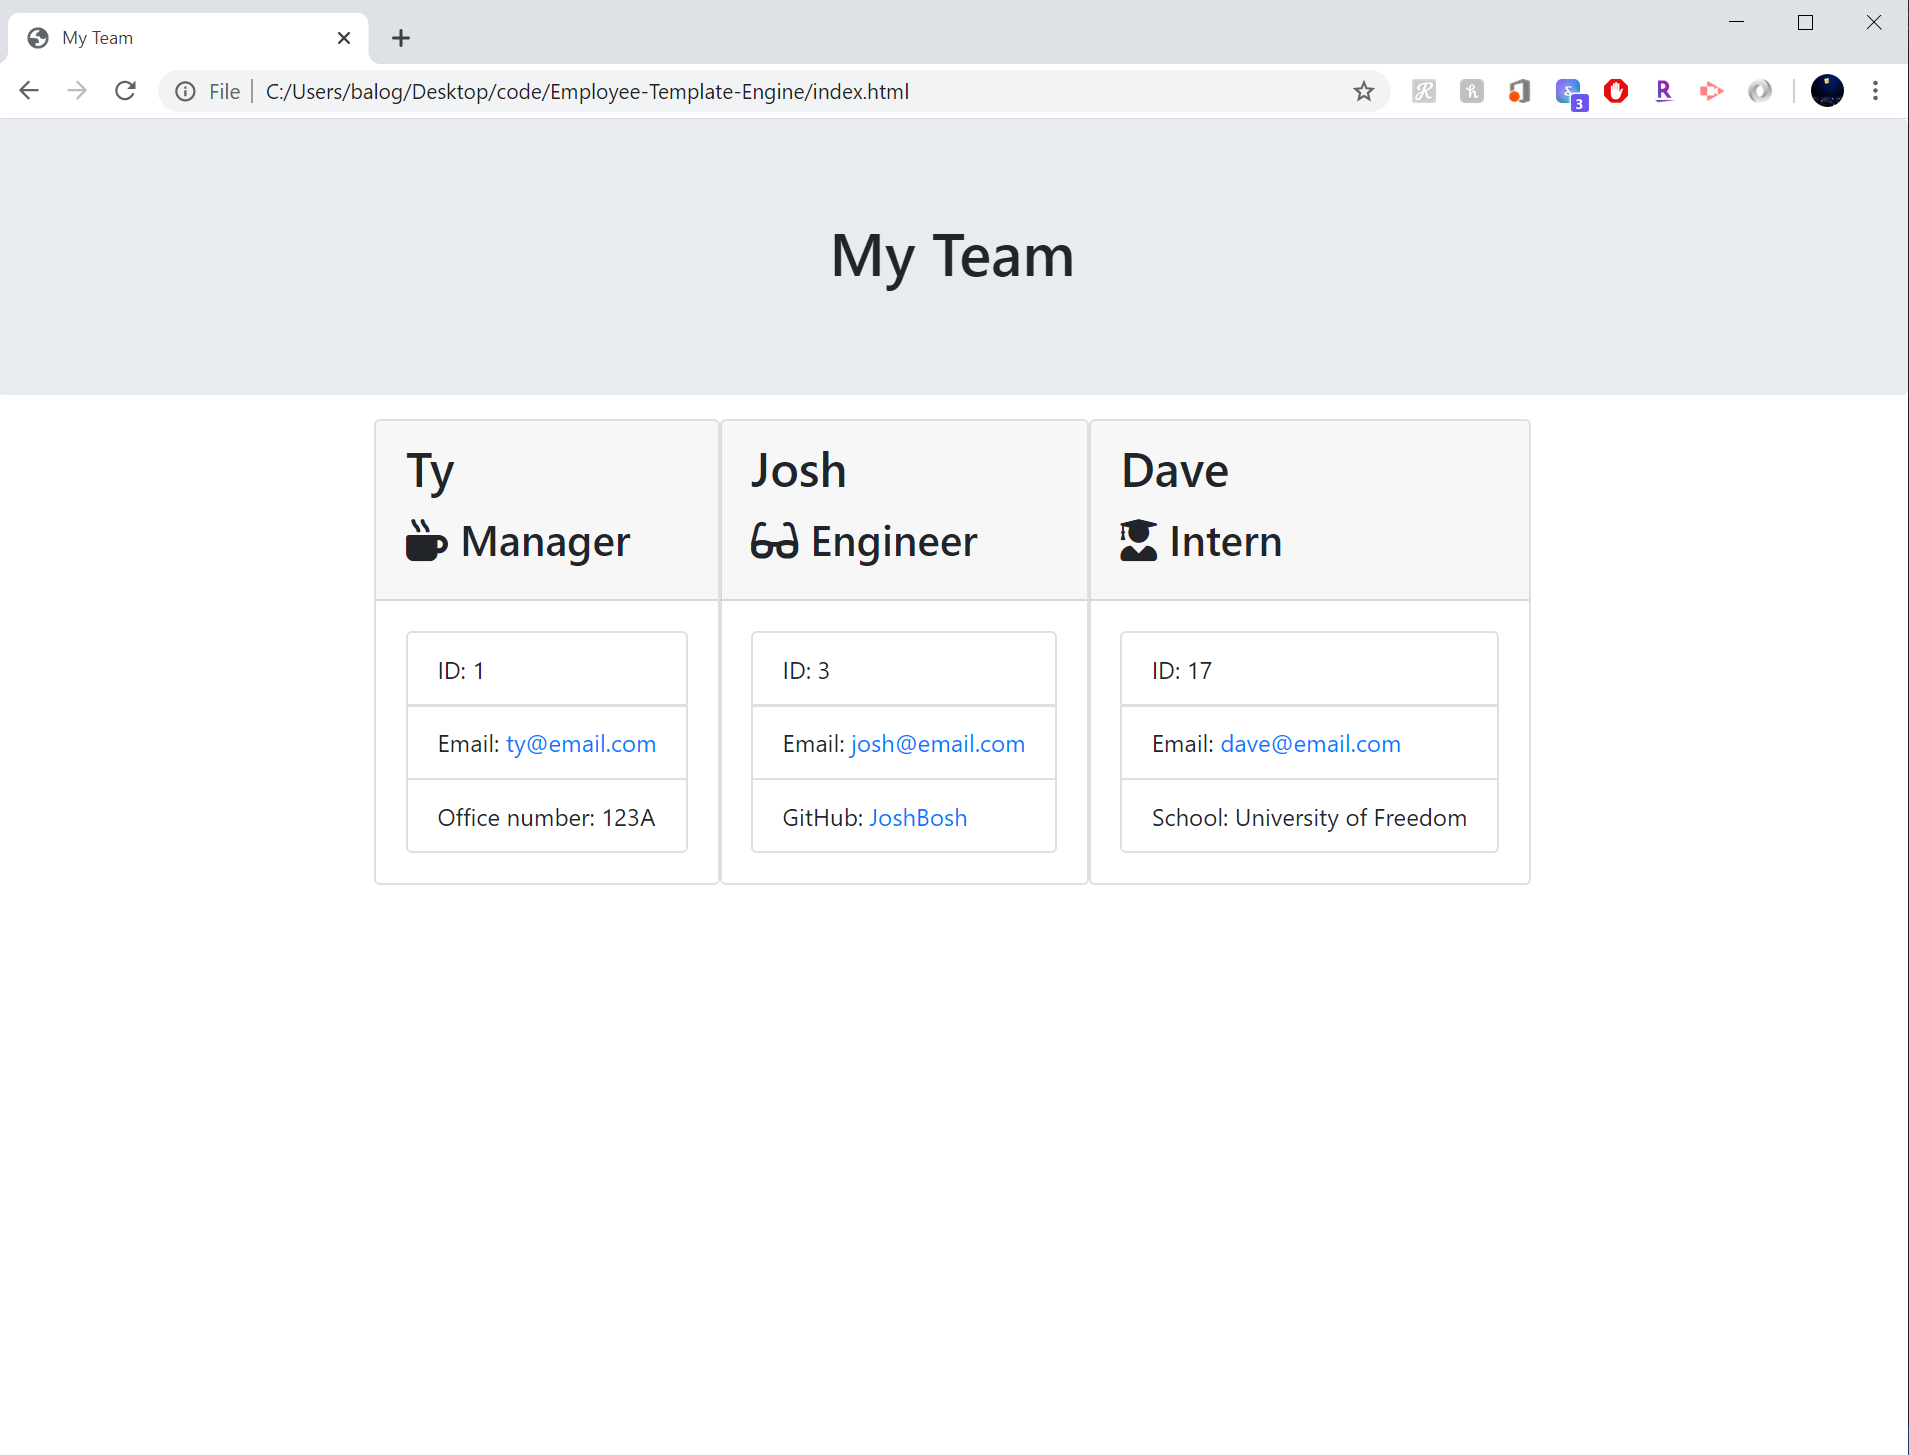 My Team
File C:/Users/balog/Desktop/code/Employee-Template-Engine/index.html
3
R
My Team
Ty
Manager
ID: 1
Email: ty@email.com
Office number: 123A
Josh
Engineer
ID: 3
Email: josh@email.com
GitHub: JoshBosh
Dave
Intern
ID: 17
Email: dave@email.com
School: University of Freedom